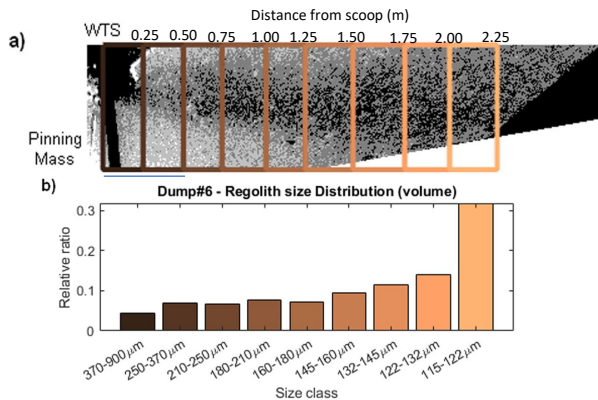 Distance from scoop (m)
a)
WTS
0.25 0.50 0.75 1.00 1.25 1.50 1.75 2.00 2.25
Pinning
Mass
b)
Dump#6 - Regolith size Distribution (volume)
Relative ratio
0.3
0.2
0.1
0
370-900μm
250-370μm
210-250μm
180-210μm
160-180μm
145-160μm
132-145μm
122-132μm
115-122μm
Size class